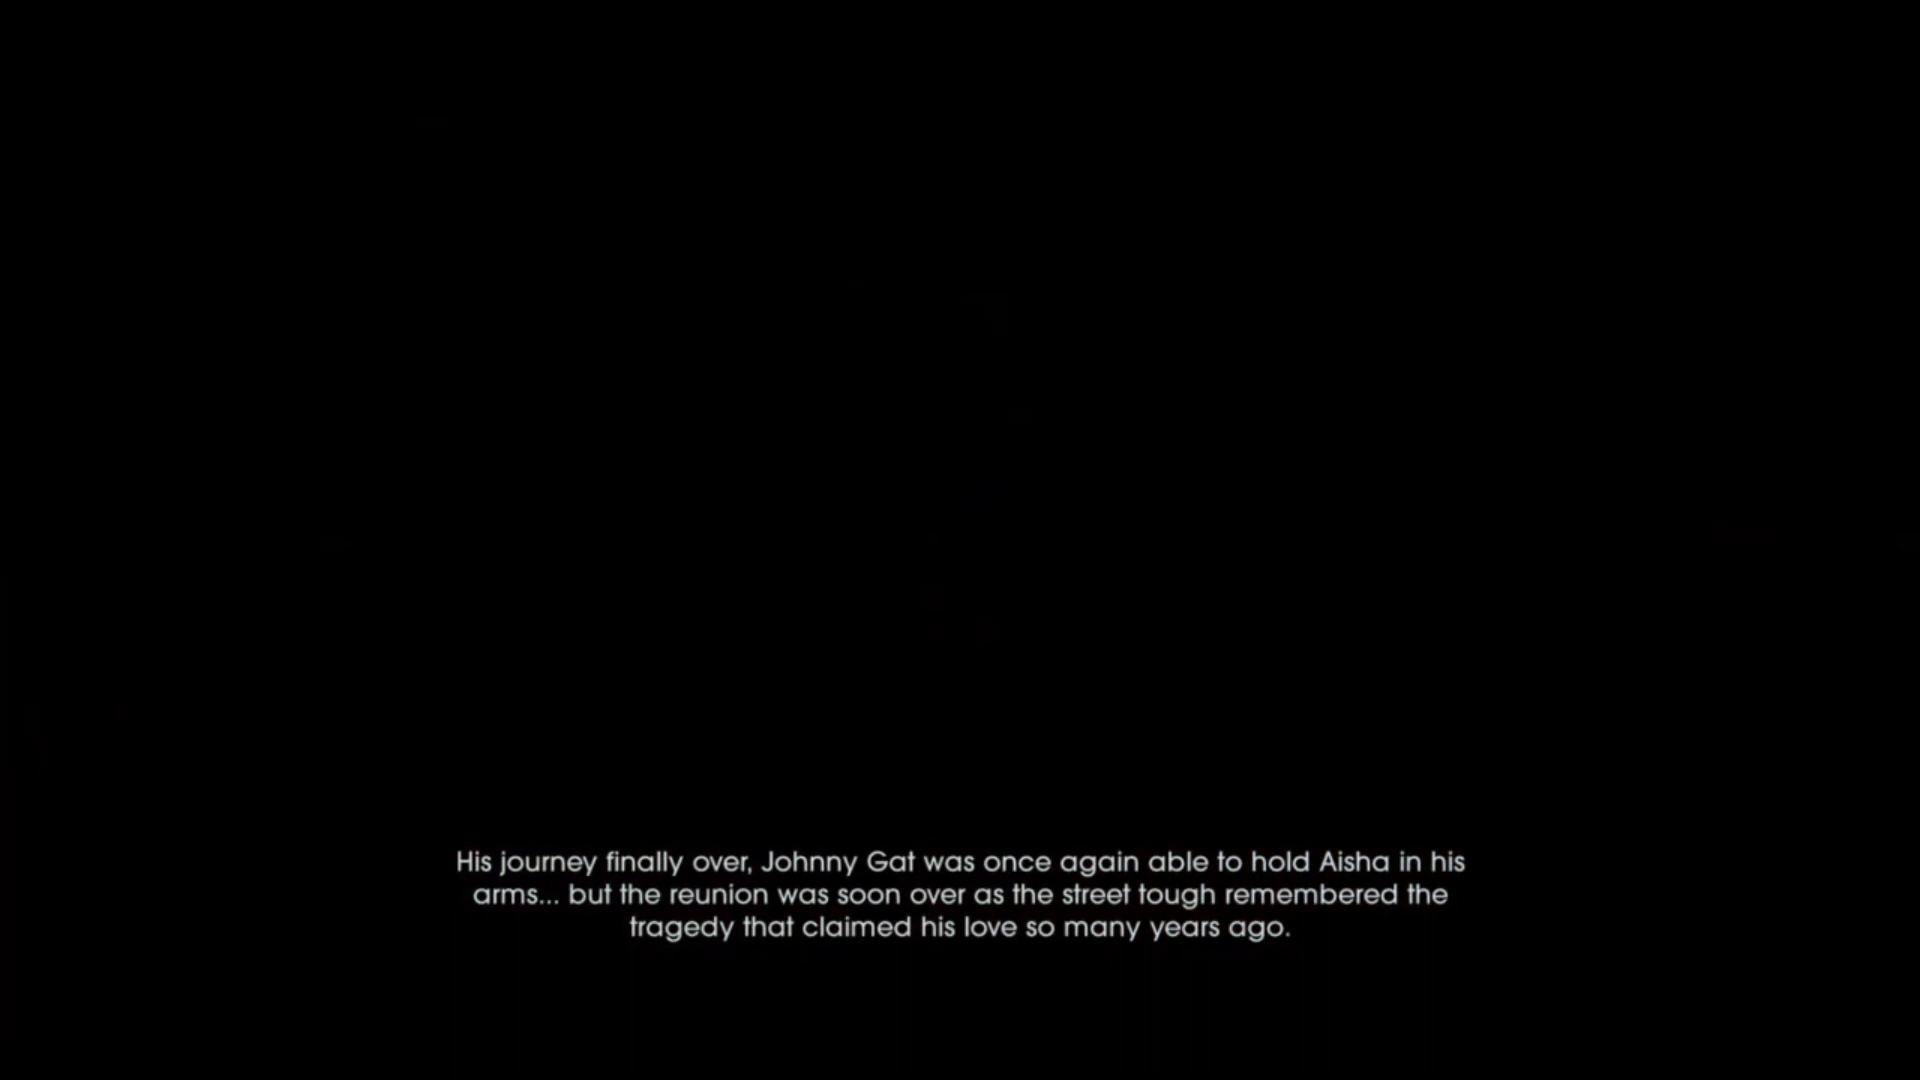 His journey finally over, Johnny Gat was once again able to hold Aisha in his
arms... but the reunion was soon over as the street tough remembered the
tragedy that claimed his love so many years ago.